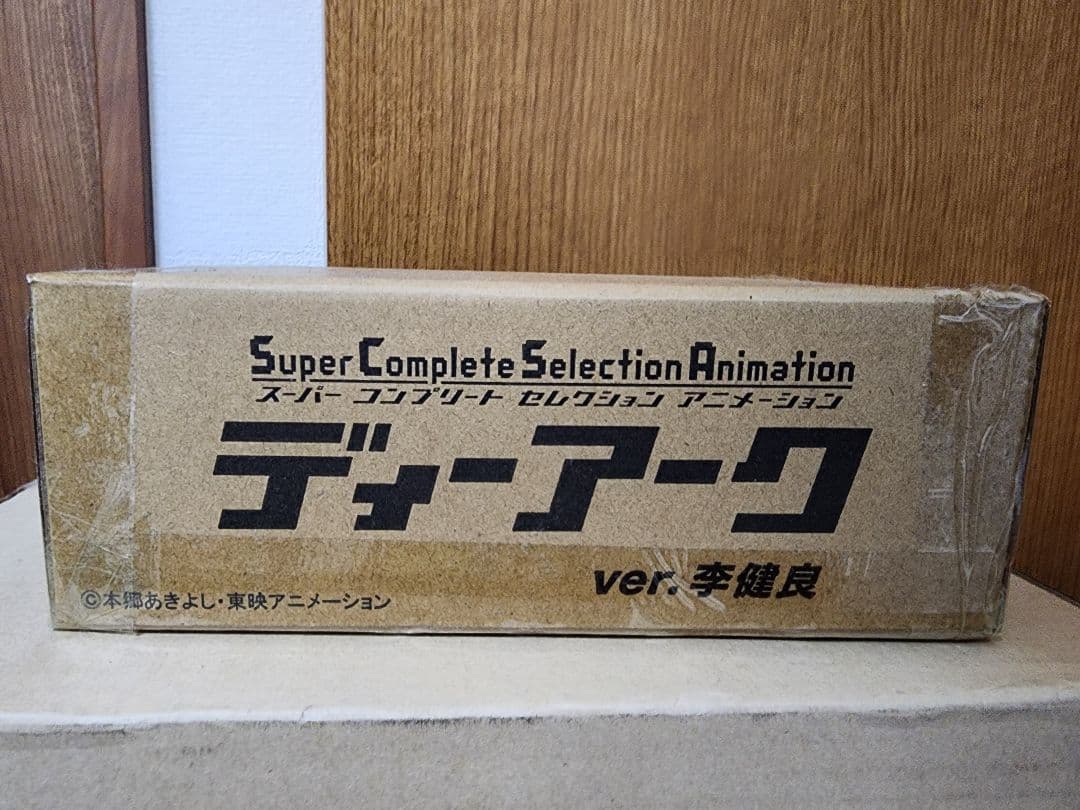 Super Complete Selection Animation
スーパー コンプリート セレクション アニメーション
ディーアーク
ver. 李健良
©本郷あきよし・東映アニメーション